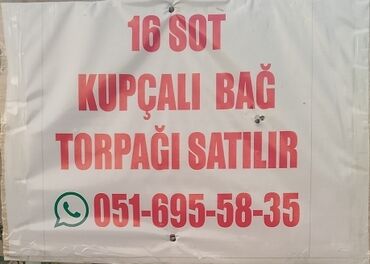 16 SOT
KUPÇALI BAĞ
TORPAĞI SATILIR
051-695-58-35